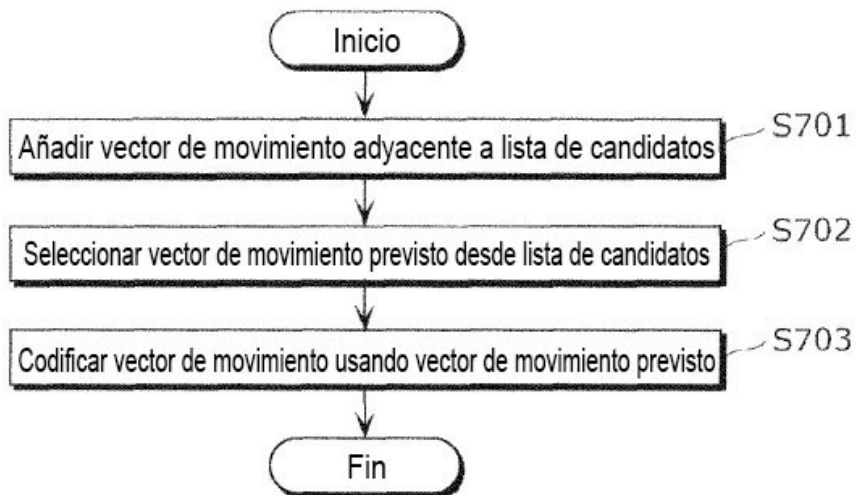 Inicio
Añadir vector de movimiento adyacente a lista de candidatos
S701
Seleccionar vector de movimiento previsto desde lista de candidatos
S702
Codificar vector de movimiento usando vector de movimiento previsto
S703
Fin